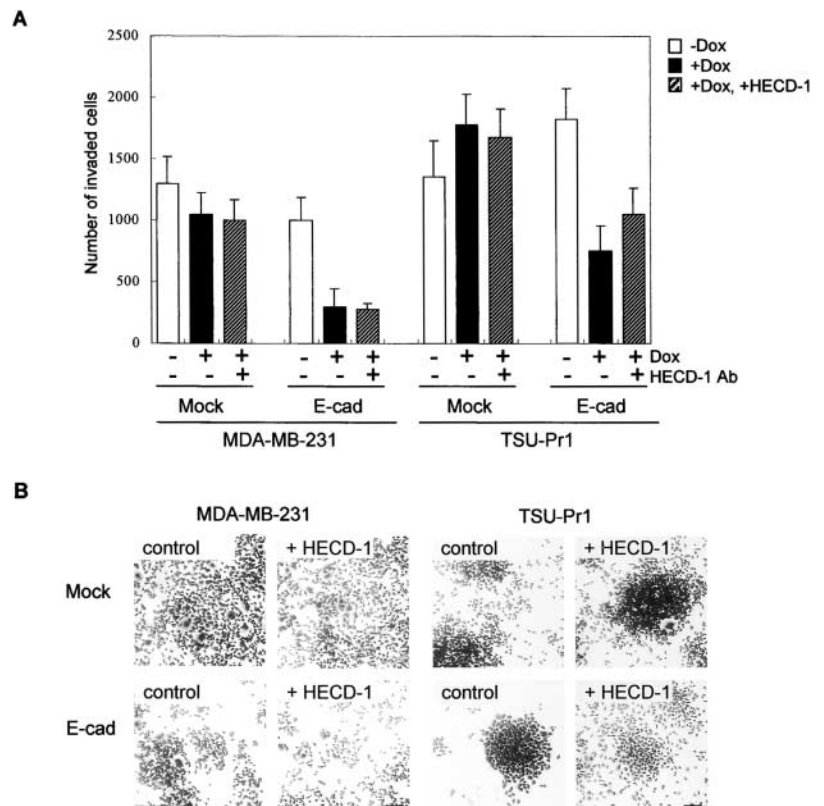 A
2500
2000
1500
1000
500
0
Number of invaded cells
-Dox
+Dox
+Dox, +HECD-1
- + + - + + - + + - + + Dox
- - + - - + - - + - - + HECD-1 Ab
Mock E-cad Mock E-cad
MDA-MB-231 TSU-Pr1
B
MDA-MB-231 TSU-Pr1
control + HECD-1 control + HECD-1
Mock
control + HECD-1 control + HECD-1
E-cad